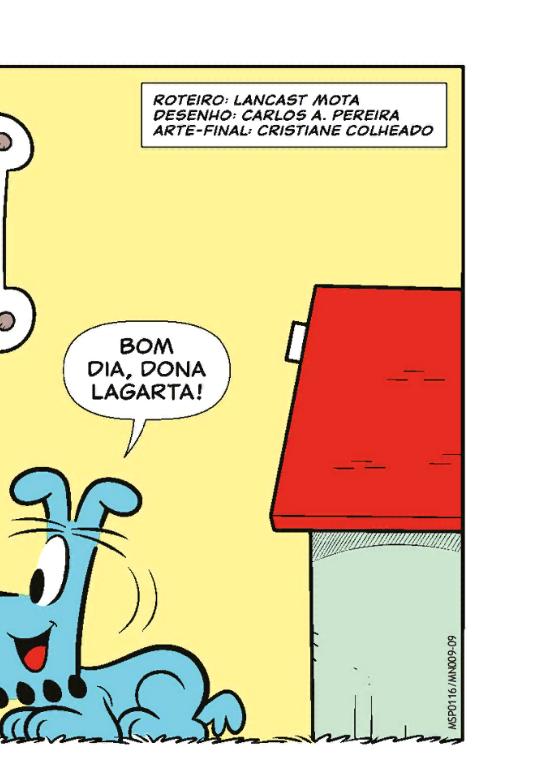 ROTEIRO: LANCAST MOTA
DESENHO: CARLOS A. PEREIRA
ARTE-FINAL: CRISTIANE COLHEADO
BOM
DIA, DONA
LAGARTA!
MSP0116/MN009-09